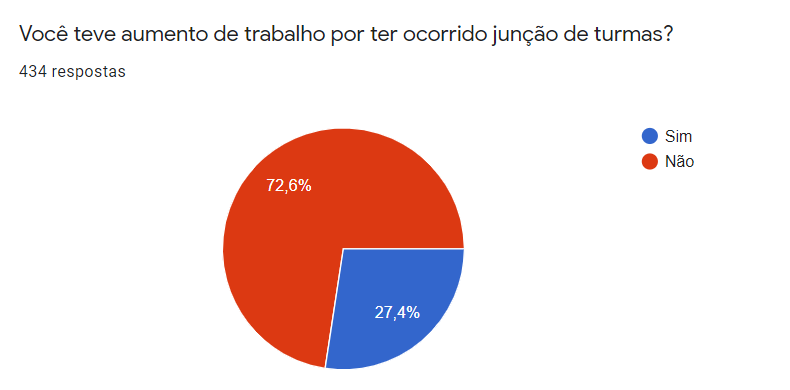 Você teve aumento de trabalho por ter ocorrido junção de turmas?
434 respostas
Sim
Não
72,6%
27,4%